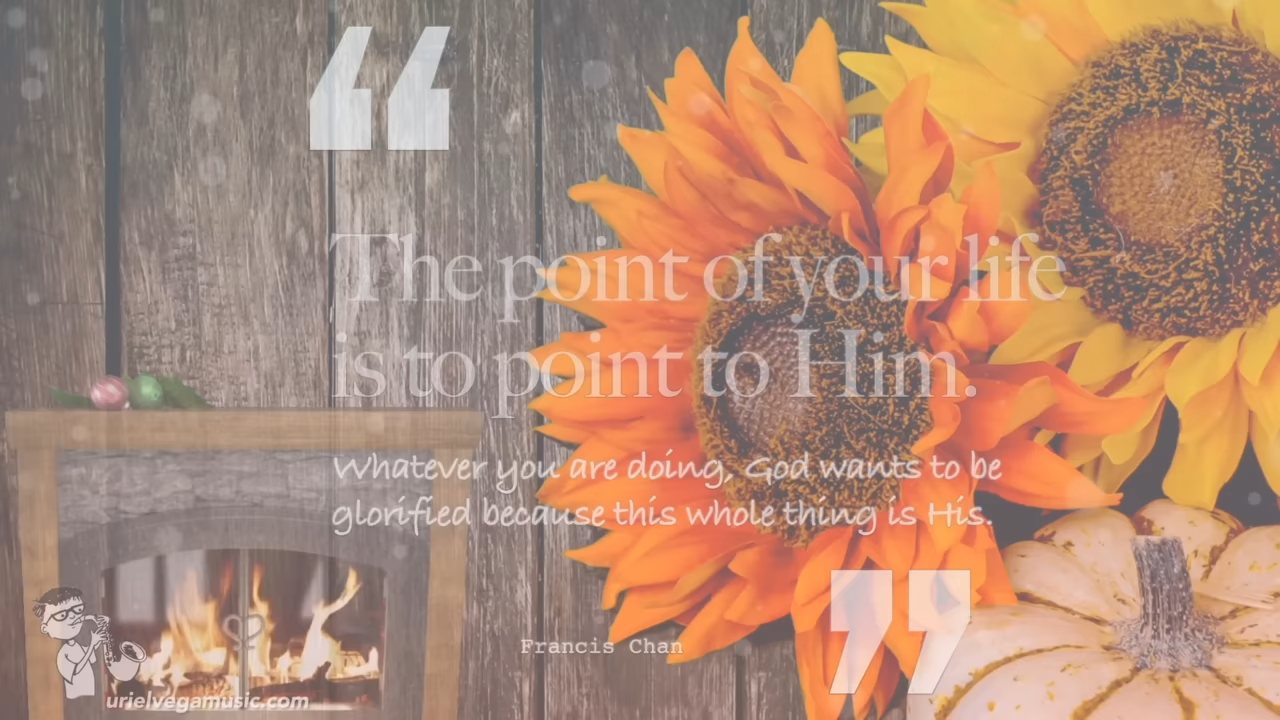 “
The point of your life
is to point to Him.
Whatever you are doing, God wants to be
glorified because this whole thing is His.
”
Francis Chan
urielvegamusic.com